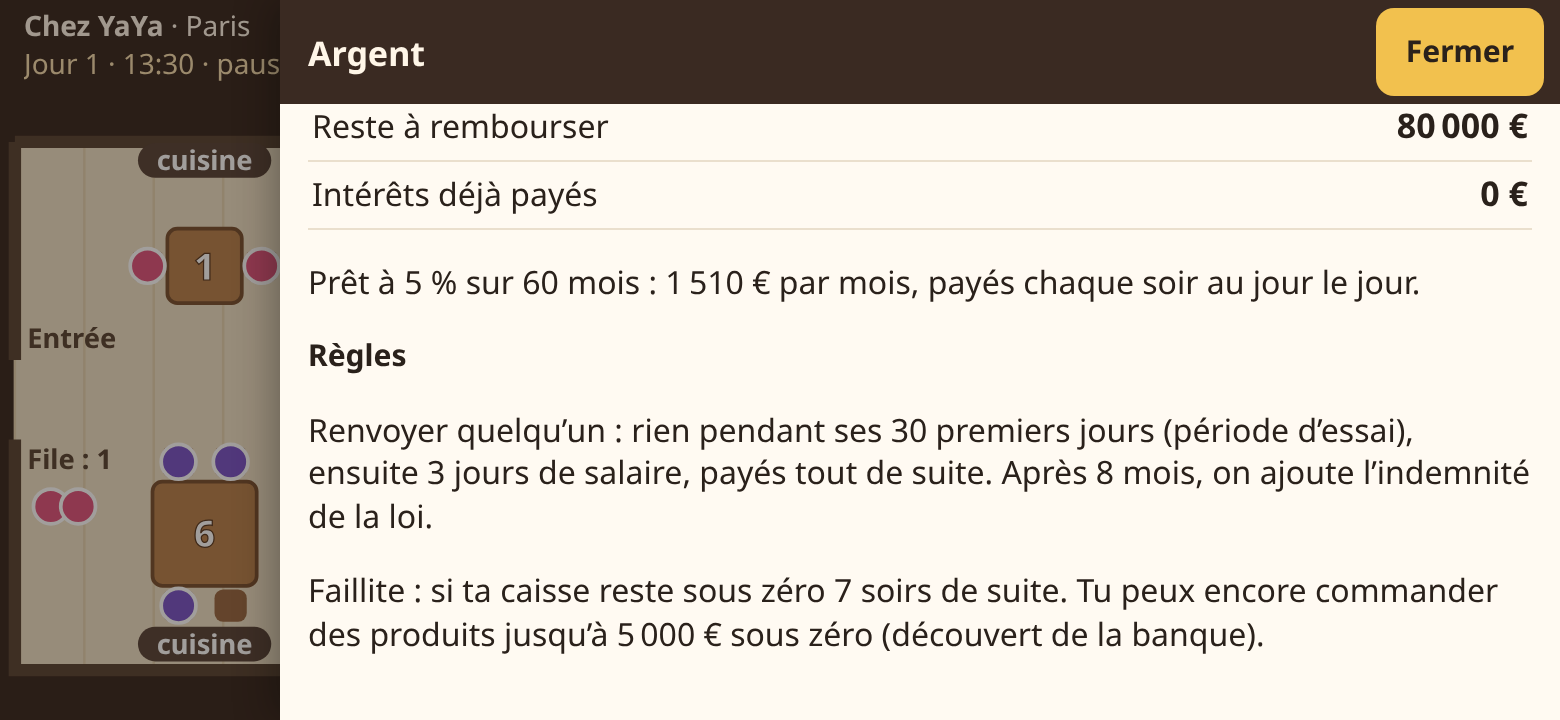 Chez YaYa · Paris
Jour 1 · 13:30 · paus
Argent
Fermer
cuisine
1
Entrée
File : 1
6
cuisine
Reste à rembourser 80 000 €
Intérêts déjà payés 0 €
Prêt à 5 % sur 60 mois : 1 510 € par mois, payés chaque soir au jour le jour.
Règles
Renvoyer quelqu’un : rien pendant ses 30 premiers jours (période d’essai),
ensuite 3 jours de salaire, payés tout de suite. Après 8 mois, on ajoute l’indemnité
de la loi.
Faillite : si ta caisse reste sous zéro 7 soirs de suite. Tu peux encore commander
des produits jusqu’à 5 000 € sous zéro (découvert de la banque).